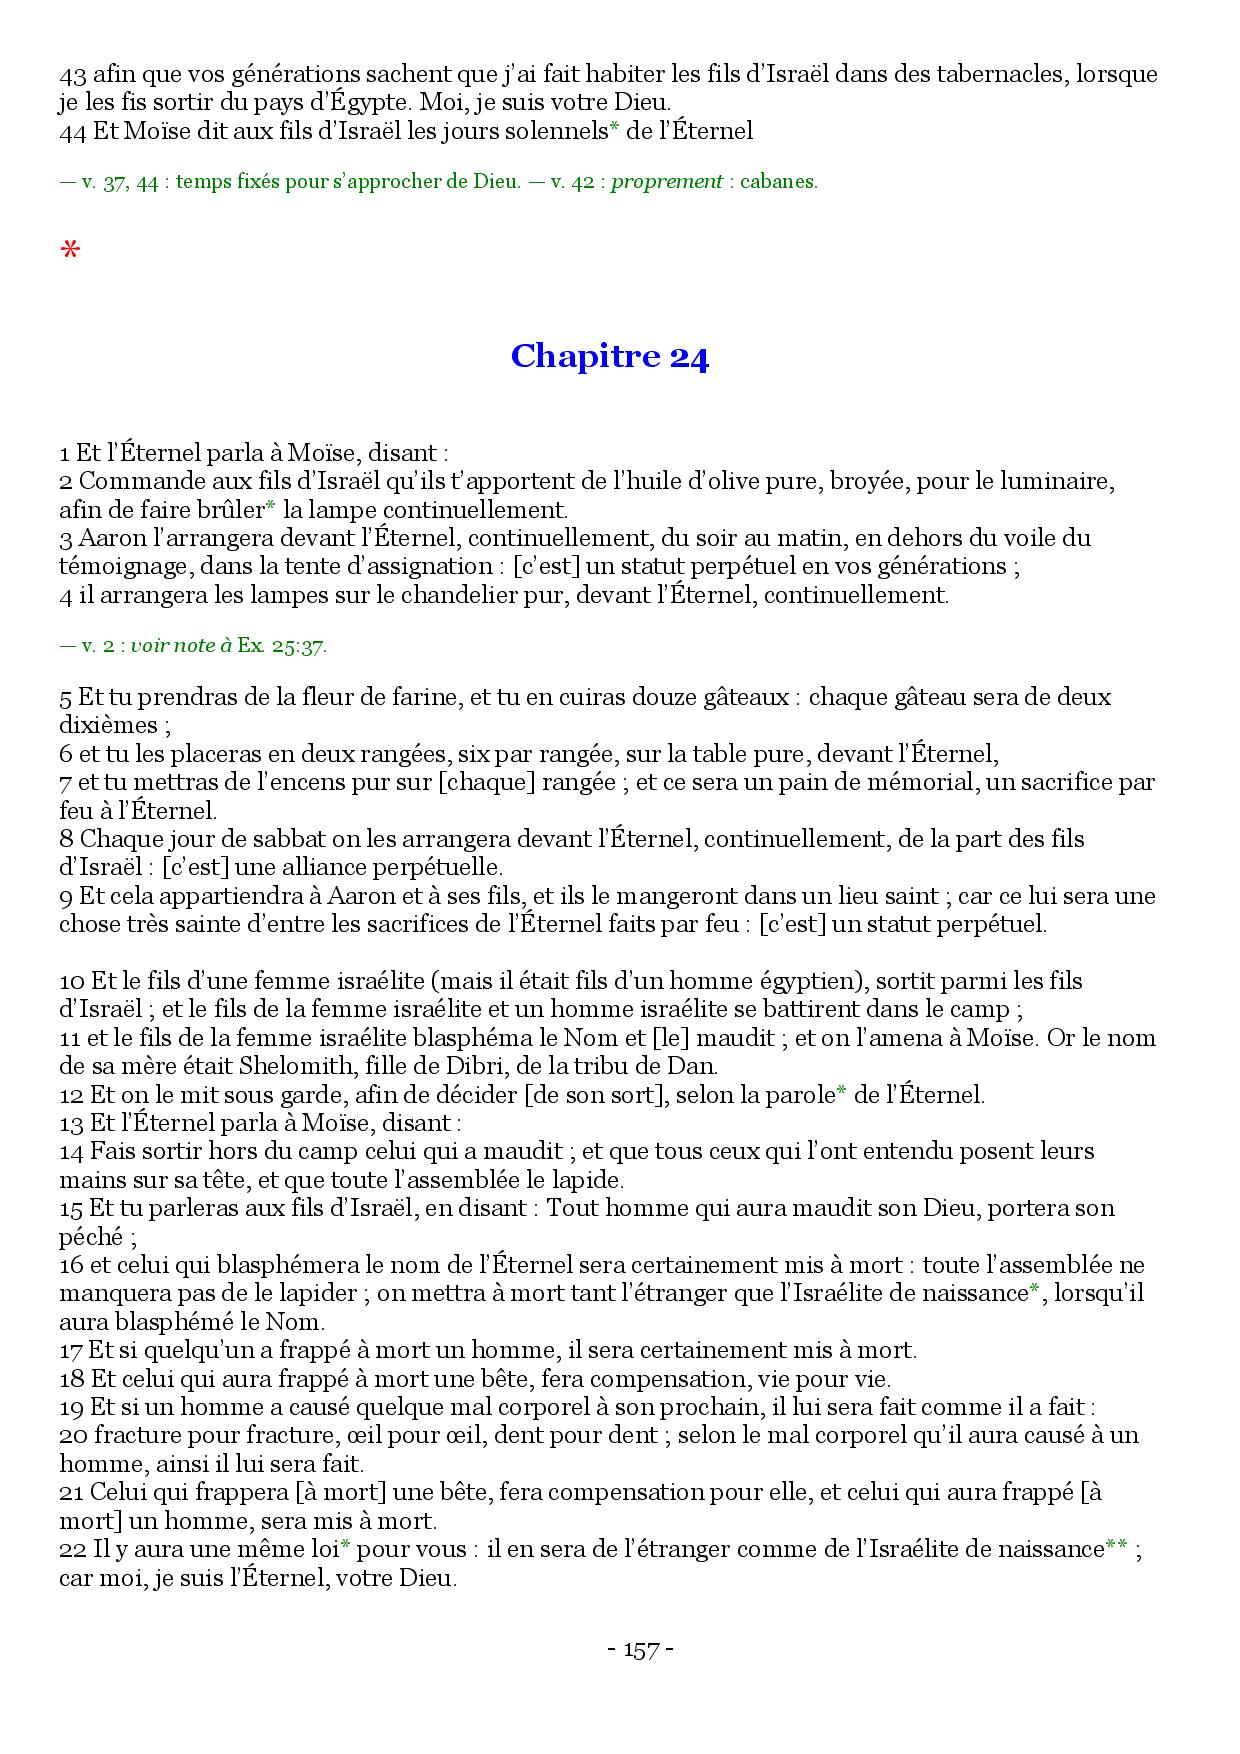 43 afin que vos générations sachent que j’ai fait habiter les fils d’Israël dans des tabernacles, lorsque
je les fis sortir du pays d’Égypte. Moi, je suis votre Dieu.
44 Et Moïse dit aux fils d’Israël les jours solennels* de l’Éternel
— v. 37, 44 : temps fixés pour s’approcher de Dieu. — v. 42 : proprement : cabanes.
*
Chapitre 24
1 Et l’Éternel parla à Moïse, disant :
2 Commande aux fils d’Israël qu’ils t’apportent de l’huile d’olive pure, broyée, pour le luminaire,
afin de faire brûler* la lampe continuellement.
3 Aaron l’arrangera devant l’Éternel, continuellement, du soir au matin, en dehors du voile du
témoignage, dans la tente d’assignation : [c’est] un statut perpétuel en vos générations ;
4 il arrangera les lampes sur le chandelier pur, devant l’Éternel, continuellement.
— v. 2 : voir note à Ex. 25:37.
5 Et tu prendras de la fleur de farine, et tu en cuiras douze gâteaux : chaque gâteau sera de deux
dixièmes ;
6 et tu les placeras en deux rangées, six par rangée, sur la table pure, devant l’Éternel,
7 et tu mettras de l’encens pur sur [chaque] rangée ; et ce sera un pain de mémorial, un sacrifice par
feu à l’Éternel.
8 Chaque jour de sabbat on les arrangera devant l’Éternel, continuellement, de la part des fils
d’Israël : [c’est] une alliance perpétuelle.
9 Et cela appartiendra à Aaron et à ses fils, et ils le mangeront dans un lieu saint ; car ce lui sera une
chose très sainte d’entre les sacrifices de l’Éternel faits par feu : [c’est] un statut perpétuel.
10 Et le fils d’une femme israélite (mais il était fils d’un homme égyptien), sortit parmi les fils
d’Israël ; et le fils de la femme israélite et un homme israélite se battirent dans le camp ;
11 et le fils de la femme israélite blasphéma le Nom et [le] maudit ; et on l’amena à Moïse. Or le nom
de sa mère était Shelomith, fille de Dibri, de la tribu de Dan.
12 Et on le mit sous garde, afin de décider [de son sort], selon la parole* de l’Éternel.
13 Et l’Éternel parla à Moïse, disant :
14 Fais sortir hors du camp celui qui a maudit ; et que tous ceux qui l’ont entendu posent leurs
mains sur sa tête, et que toute l’assemblée le lapide.
15 Et tu parleras aux fils d’Israël, en disant : Tout homme qui aura maudit son Dieu, portera son
péché ;
16 et celui qui blasphémera le nom de l’Éternel sera certainement mis à mort : toute l’assemblée ne
manquera pas de le lapider ; on mettra à mort tant l’étranger que l’Israélite de naissance*, lorsqu’il
aura blasphémé le Nom.
17 Et si quelqu’un a frappé à mort un homme, il sera certainement mis à mort.
18 Et celui qui aura frappé à mort une bête, fera compensation, vie pour vie.
19 Et si un homme a causé quelque mal corporel à son prochain, il lui sera fait comme il a fait :
20 fracture pour fracture, œil pour œil, dent pour dent ; selon le mal corporel qu’il aura causé à un
homme, ainsi il lui sera fait.
21 Celui qui frappera [à mort] une bête, fera compensation pour elle, et celui qui aura frappé [à
mort] un homme, sera mis à mort.
22 Il y aura une même loi* pour vous : il en sera de l’étranger comme de l’Israélite de naissance** ;
car moi, je suis l’Éternel, votre Dieu.
- 157 -